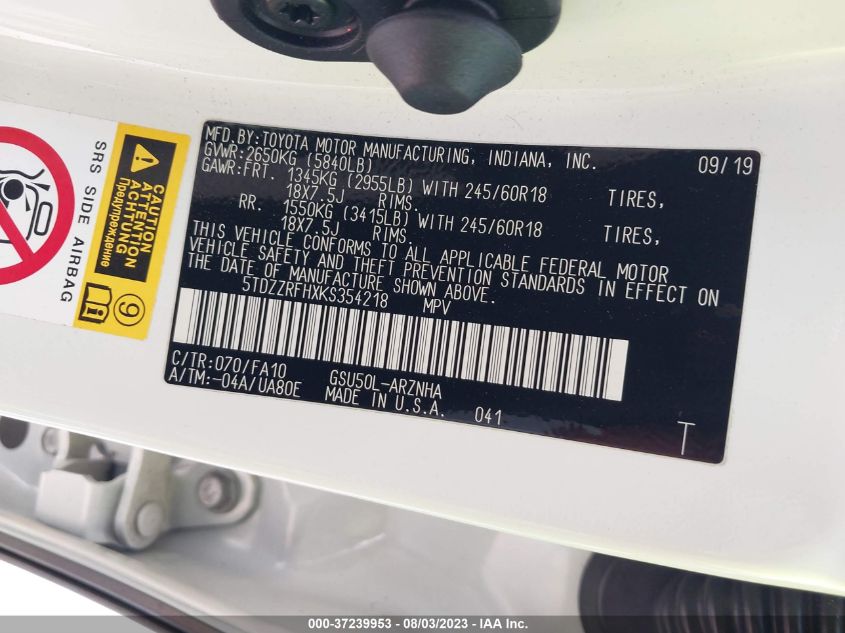 SRS SIDE AIRBAG
CAUTION
ATTENTION
ACHTUNG
Предупреждение
9
MFD.BY:TOYOTA MOTOR MANUFACTURING, INDIANA, INC. 09/19
GVWR:2650KG (5840LB)
GAWR:FRT. 1345KG (2955LB) WITH 245/60R18 TIRES,
18X7.5J RIMS.
RR. 1550KG (3415LB) WITH 245/60R18 TIRES,
18X7.5J RIMS.
THIS VEHICLE CONFORMS TO ALL APPLICABLE FEDERAL MOTOR
VEHICLE SAFETY AND THEFT PREVENTION STANDARDS IN EFFECT ON
THE DATE OF MANUFACTURE SHOWN ABOVE.
5TDZZRFHXKS354218 MPV
C/TR:070/FA10 GSU50L-ARZNHA
A/TM:-04A/UA80E MADE IN U.S.A. 041
T
000-37239953 - 08/03/2023 - IAA Inc.